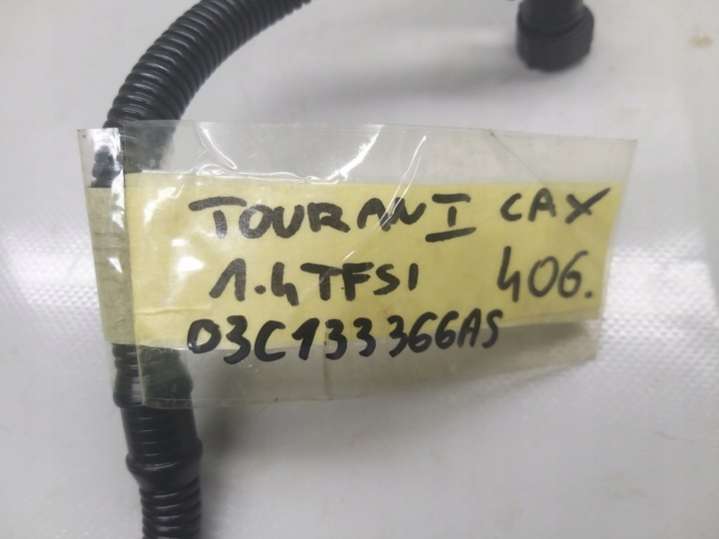 TOURAN I CAX
1.4TFSI 406.
03C133366AS